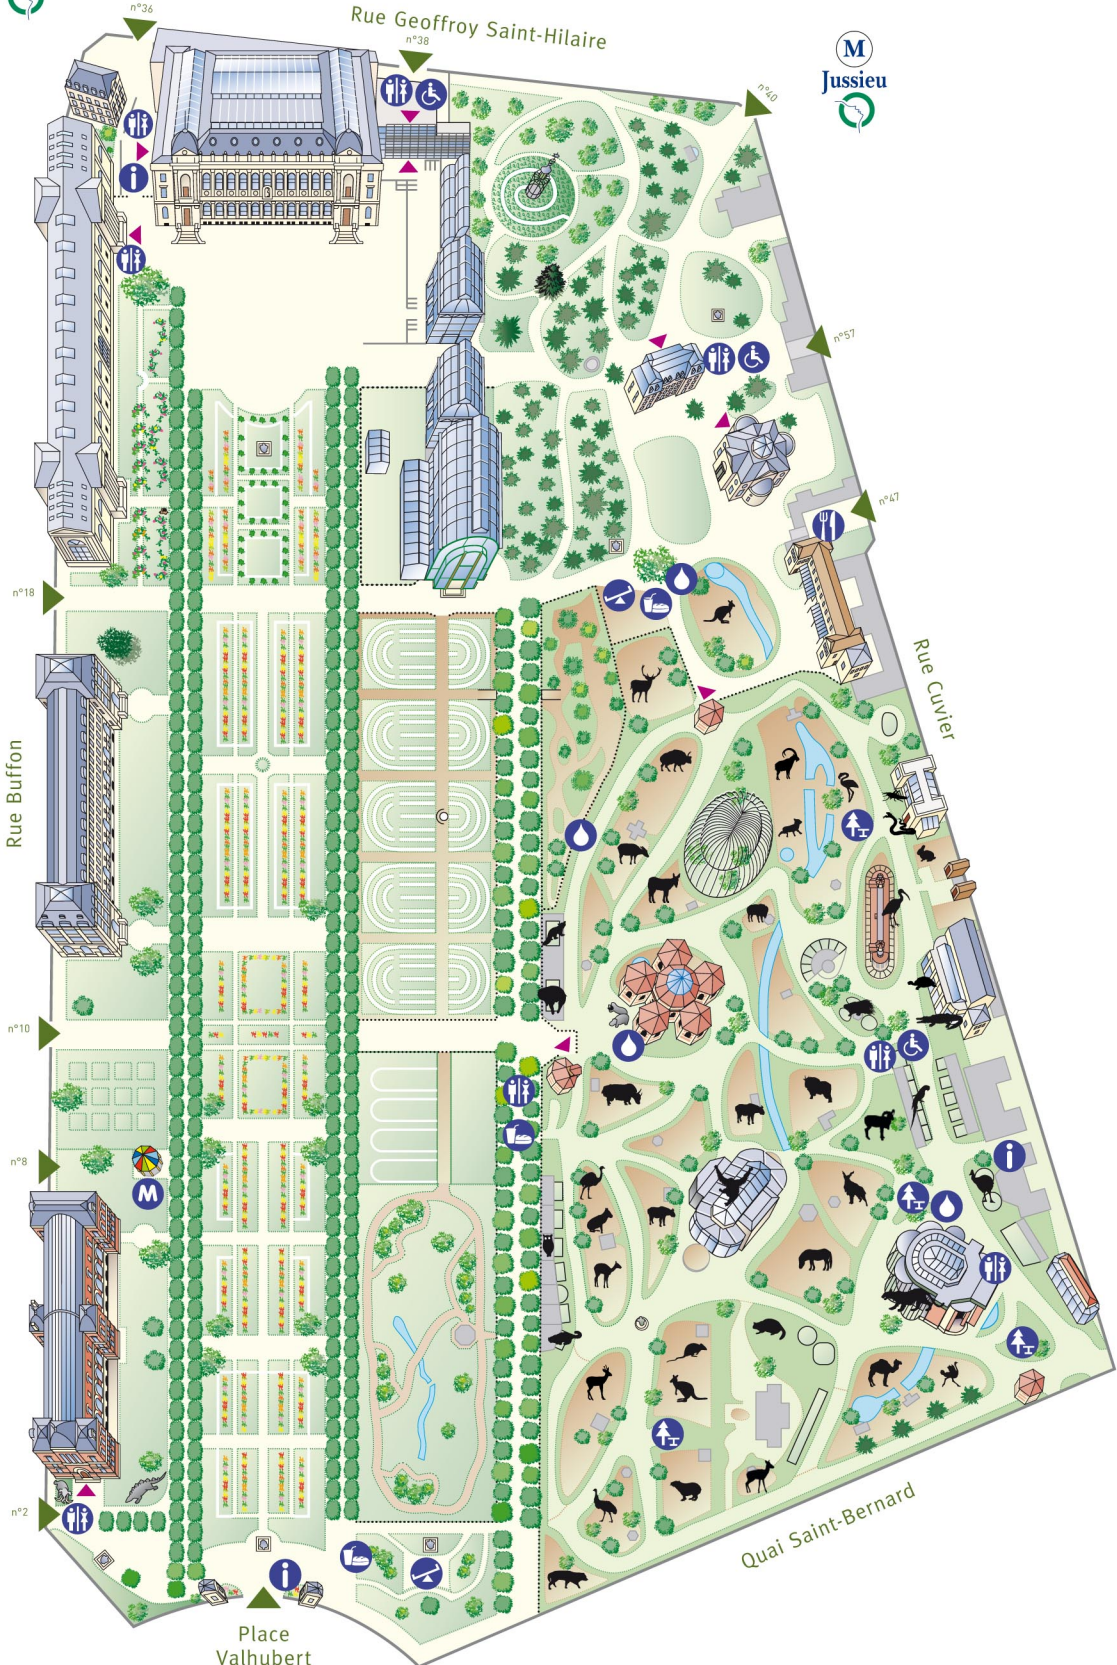 n°36
Rue Geoffroy Saint-Hilaire
n°38
M
Jussieu
n°40
i
n°57
n°47
n°18
Rue Cuvier
Rue Buffon
n°10
n°8
M
i
n°2
Quai Saint-Bernard
i
Place
Valhubert